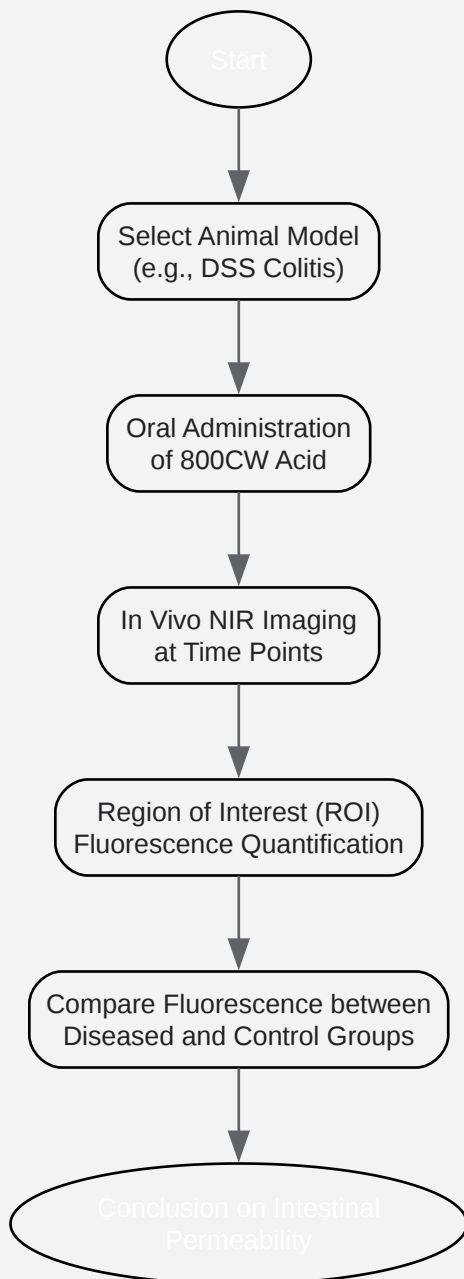 Start
Select Animal Model
(e.g., DSS Colitis)
Oral Administration
of 800CW Acid
In Vivo NIR Imaging
at Time Points
Region of Interest (ROI)
Fluorescence Quantification
Compare Fluorescence between
Diseased and Control Groups
Conclusion on Intestinal
Permeability